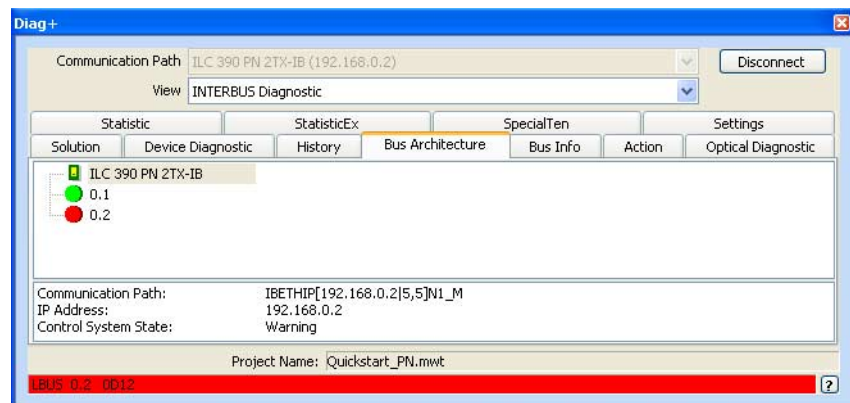 Diag+
Communication Path ILC 390 PN 2TX-IB (192.168.0.2) Disconnect
View INTERBUS Diagnostic
Statistic StatisticEx SpecialTen Settings
Solution Device Diagnostic History Bus Architecture Bus Info Action Optical Diagnostic
ILC 390 PN 2TX-IB
0.1
0.2
Communication Path: IBETHIP[192.168.0.2|5,5]N1_M
IP Address: 192.168.0.2
Control System State: Warning
Project Name: Quickstart_PN.mwt
LBUS 0.2 0D12 ?